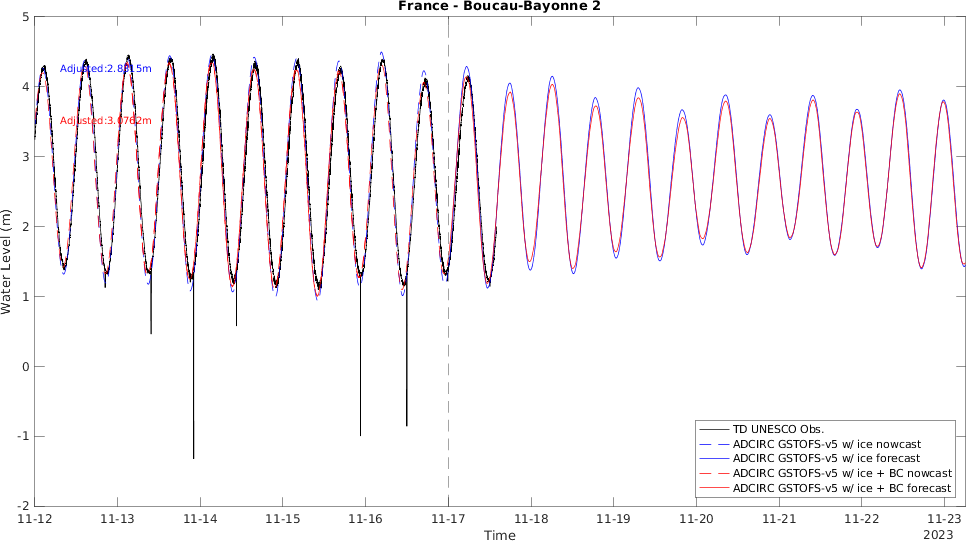 France - Boucau-Bayonne 2
5
4
3
2
1
0
-1
-2
Water Level (m)
Adjusted:3.0762m
11-12
11-13
11-14
11-15
11-16
11-17
11-18
11-19
11-20
11-21
11-22
11-23
Time
2023
TD UNESCO Obs.
ADCIRC GSTOFS-v5 w/ ice nowcast
ADCIRC GSTOFS-v5 w/ ice forecast
ADCIRC GSTOFS-v5 w/ ice + BC nowcast
ADCIRC GSTOFS-v5 w/ ice + BC forecast